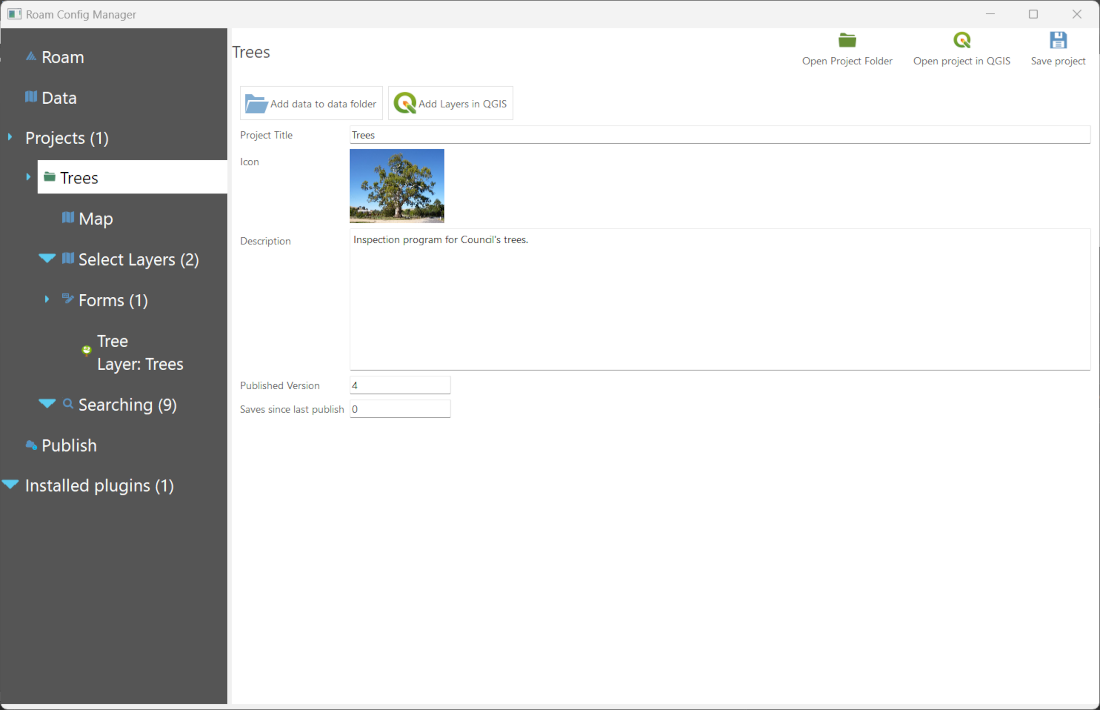 Roam Config Manager
Roam
Data
Projects (1)
Trees
Map
Select Layers (2)
Forms (1)
Tree
Layer: Trees
Searching (9)
Publish
Installed plugins (1)
Trees
Open Project Folder
Open project in QGIS
Save project
Add data to data folder
Add Layers in QGIS
Project Title
Trees
Icon
Description
Inspection program for Council's trees.
Published Version
4
Saves since last publish
0